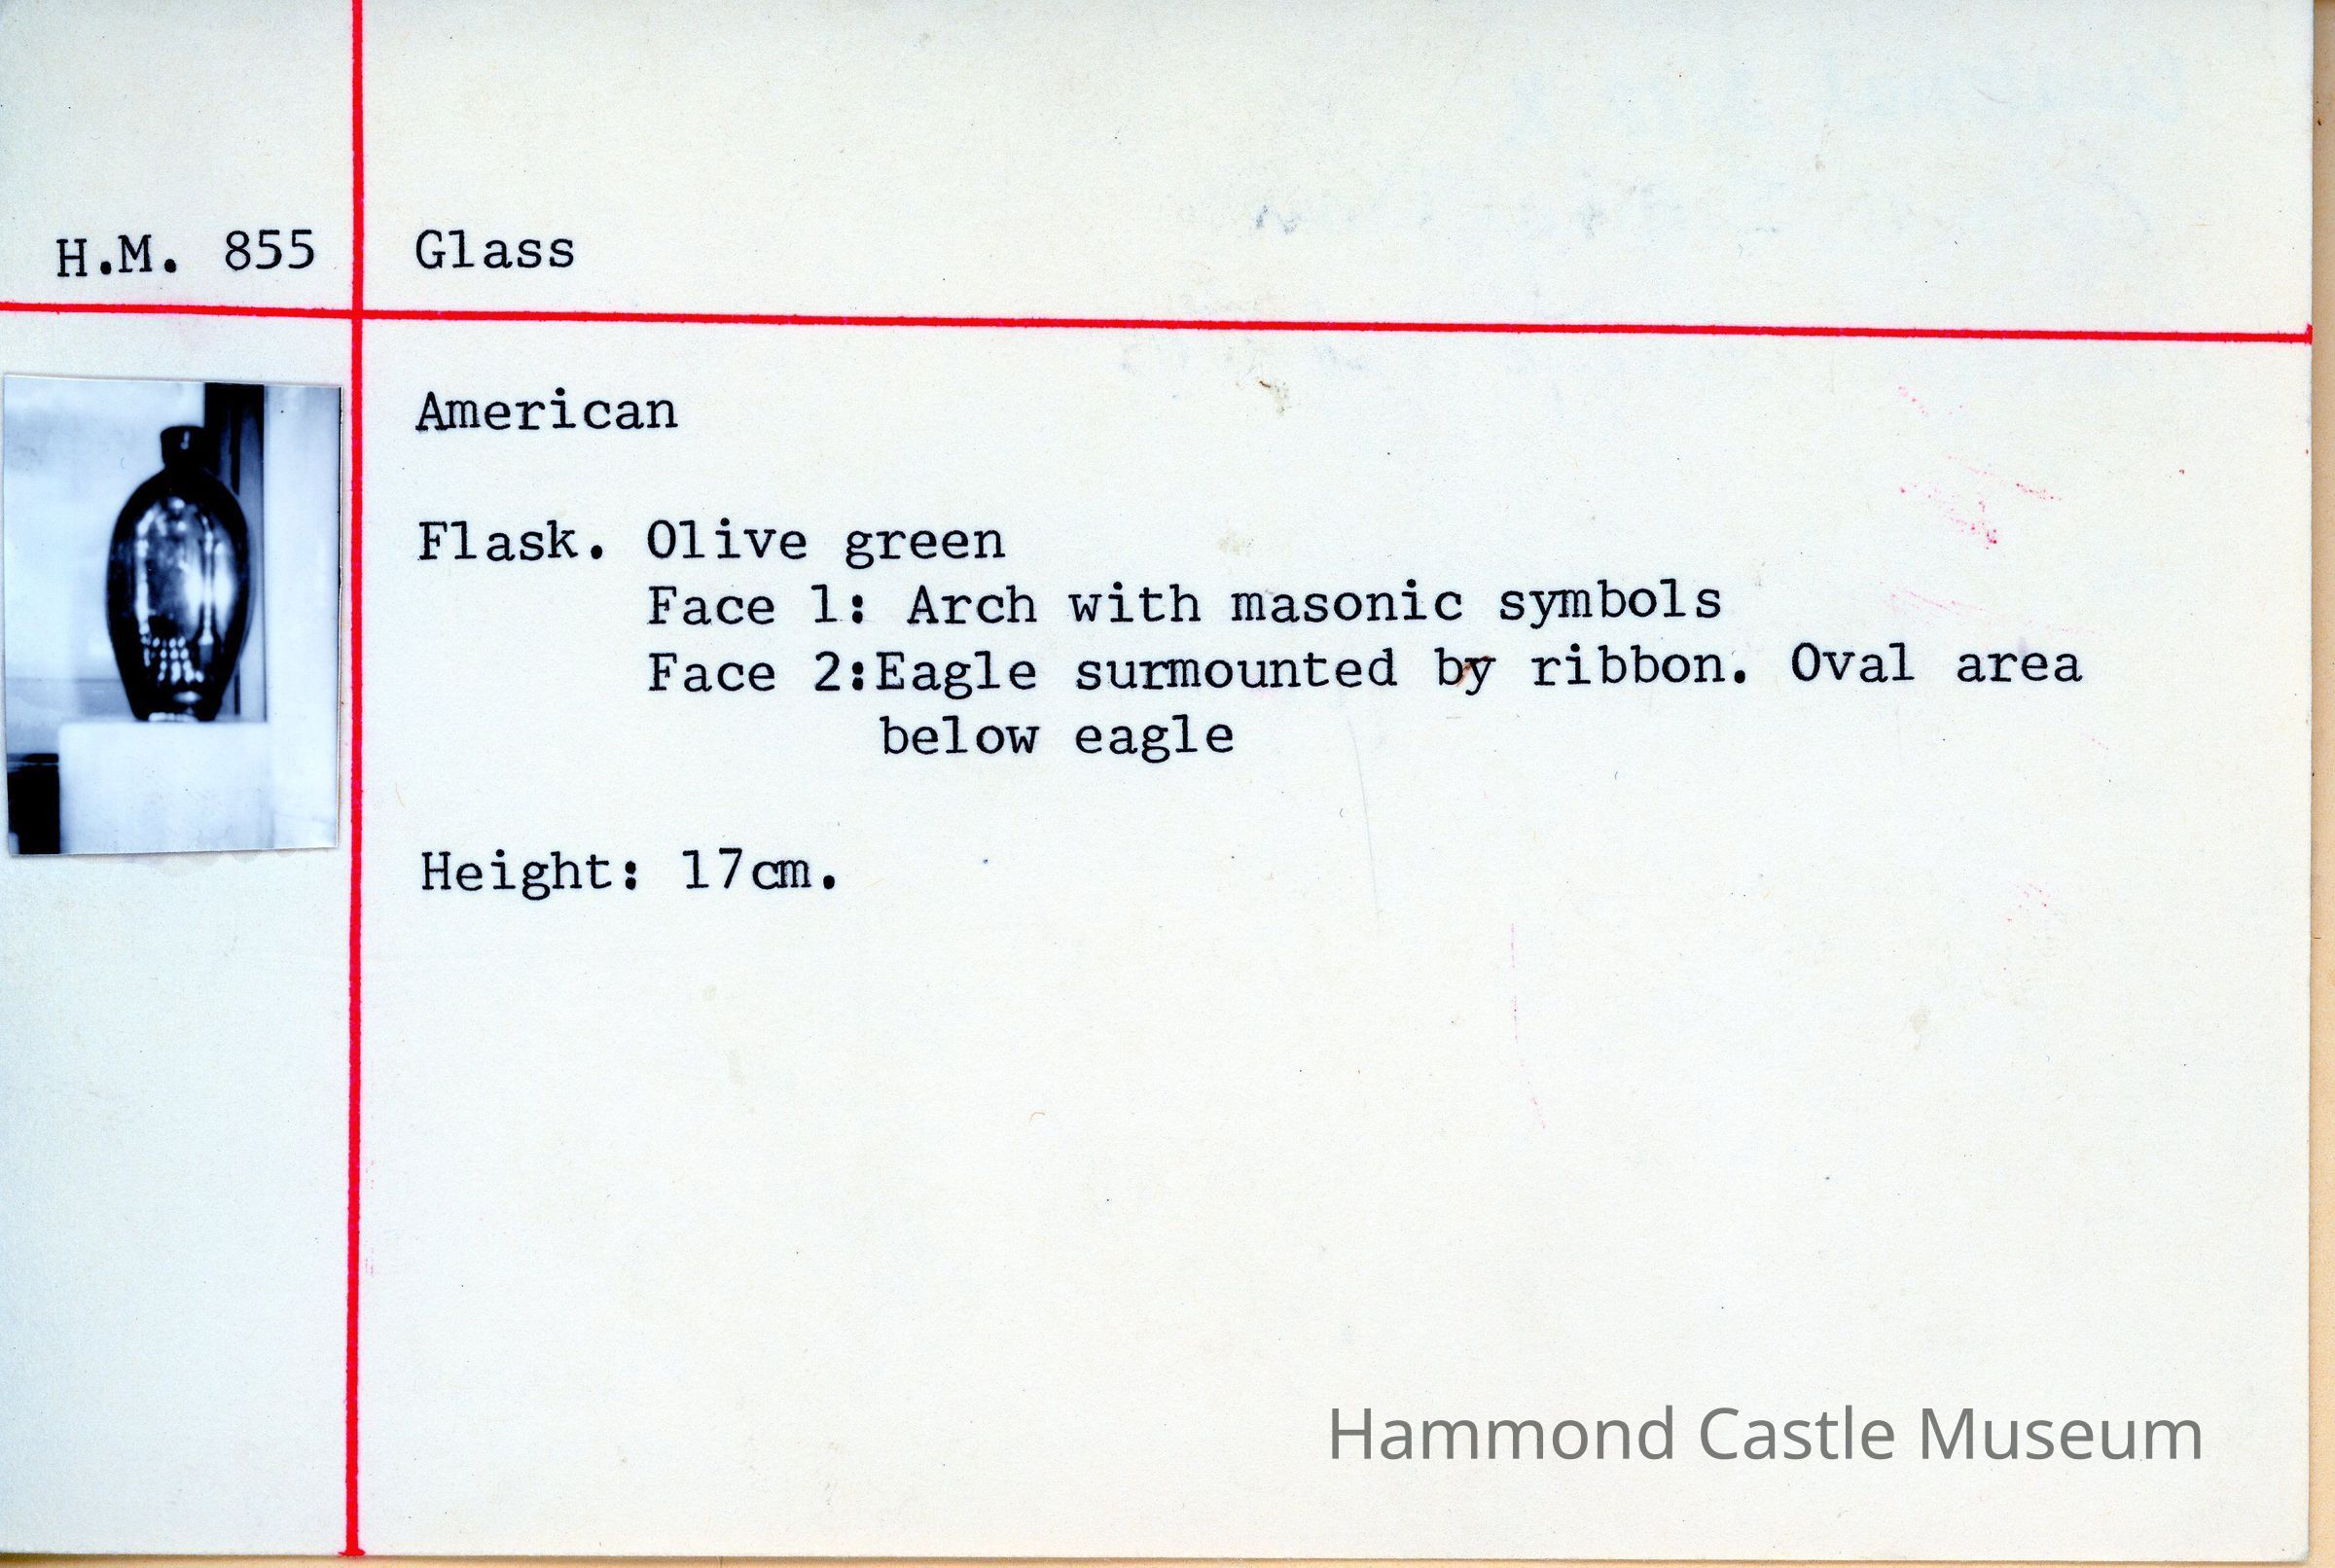 H.M. 855
Glass
American
Flask. Olive green
Face 1: Arch with masonic symbols
Face 2:Eagle surmounted by ribbon. Oval area
below eagle
Height: 17cm.
Hammond Castle Museum